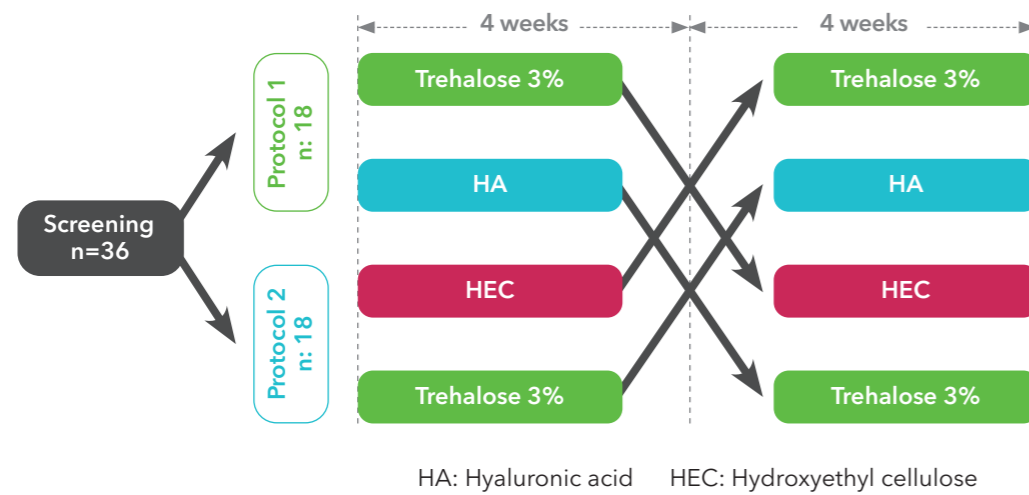 4 weeks
4 weeks
Screening
n=36
Protocol 1
n: 18
Protocol 2
n: 18
Trehalose 3%
HA
HEC
Trehalose 3%
Trehalose 3%
HA
HEC
Trehalose 3%
HA: Hyaluronic acid HEC: Hydroxyethyl cellulose